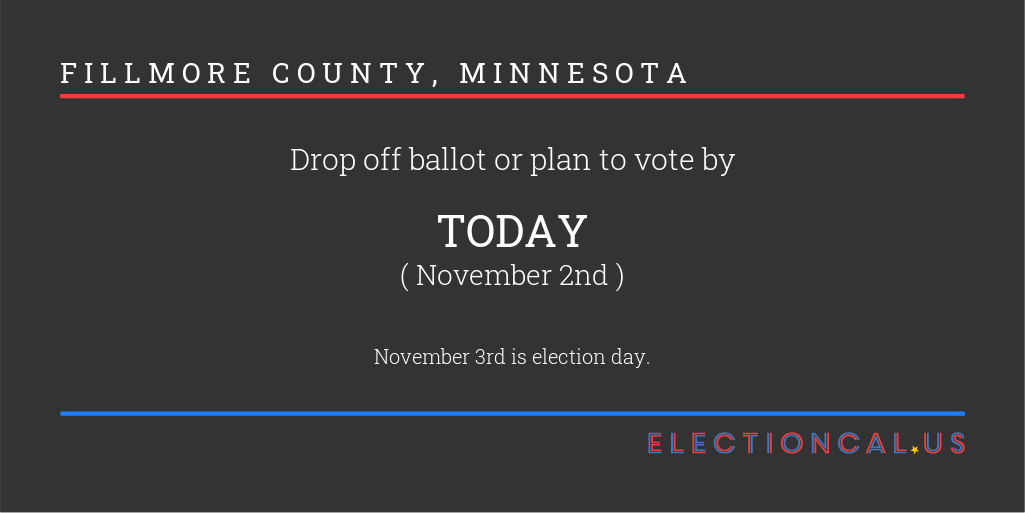 FILLMORE COUNTY, MINNESOTA
Drop off ballot or plan to vote by
TODAY
( November 2nd )
November 3rd is election day.
ELECTIONCAL.US